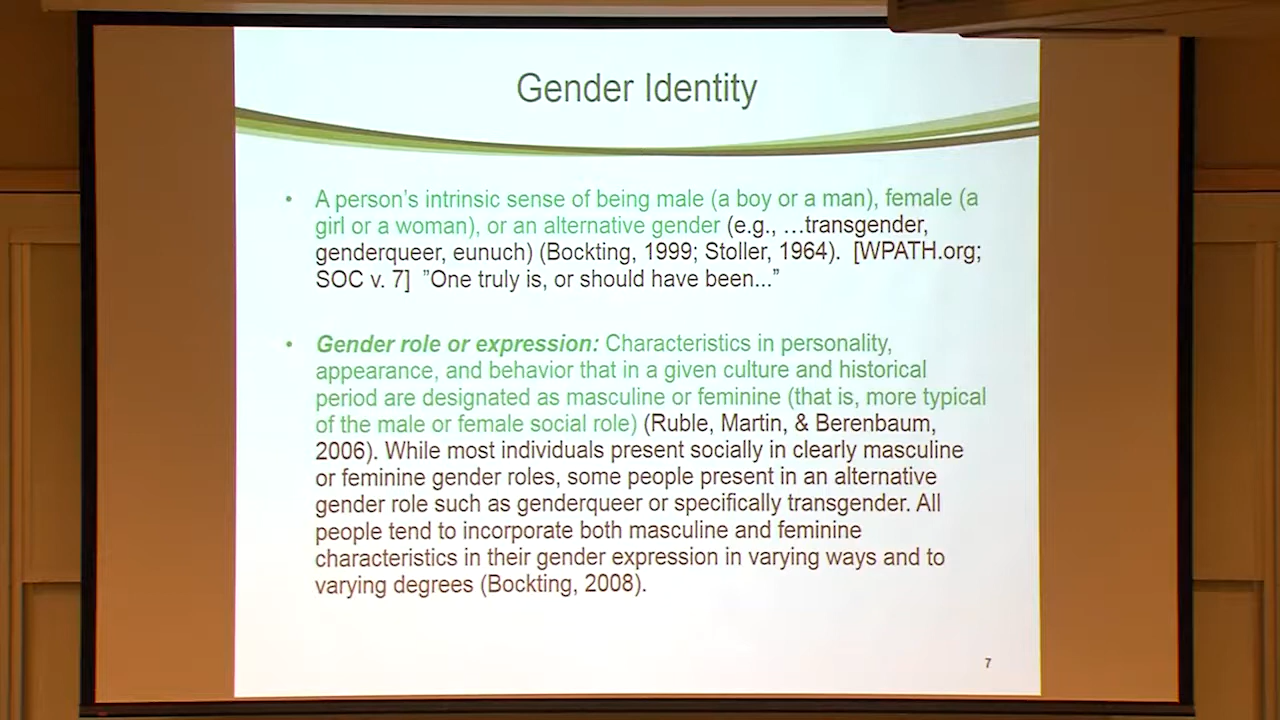 Gender Identity
• A person's intrinsic sense of being male (a boy or a man), female (a
girl or a woman), or an alternative gender (e.g., …transgender,
genderqueer, eunuch) (Bockting, 1999; Stoller, 1964).  [WPATH.org;
SOC v. 7]  ”One truly is, or should have been...”
• Gender role or expression: Characteristics in personality,
appearance, and behavior that in a given culture and historical
period are designated as masculine or feminine (that is, more typical
of the male or female social role) (Ruble, Martin, & Berenbaum,
2006). While most individuals present socially in clearly masculine
or feminine gender roles, some people present in an alternative
gender role such as genderqueer or specifically transgender. All
people tend to incorporate both masculine and feminine
characteristics in their gender expression in varying ways and to
varying degrees (Bockting, 2008).
7